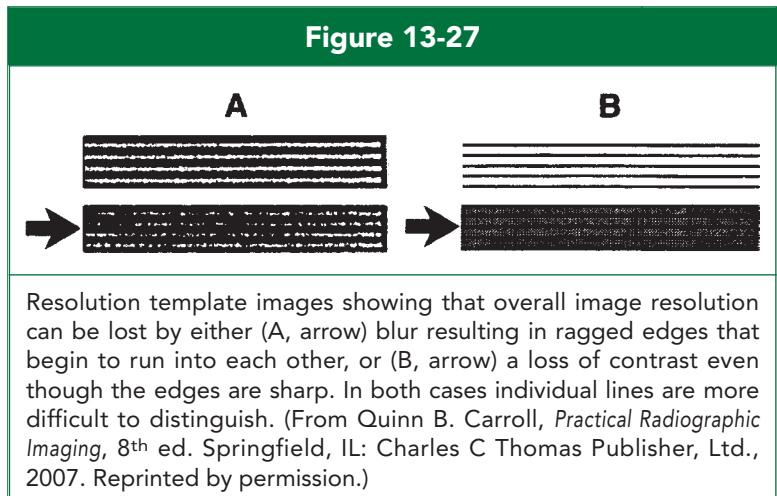 Figure 13-27
A B
Resolution template images showing that overall image resolution
can be lost by either (A, arrow) blur resulting in ragged edges that
begin to run into each other, or (B, arrow) a loss of contrast even
though the edges are sharp. In both cases individual lines are more
difficult to distinguish. (From Quinn B. Carroll, Practical Radiographic
Imaging, 8th ed. Springfield, IL: Charles C Thomas Publisher, Ltd.,
2007. Reprinted by permission.)